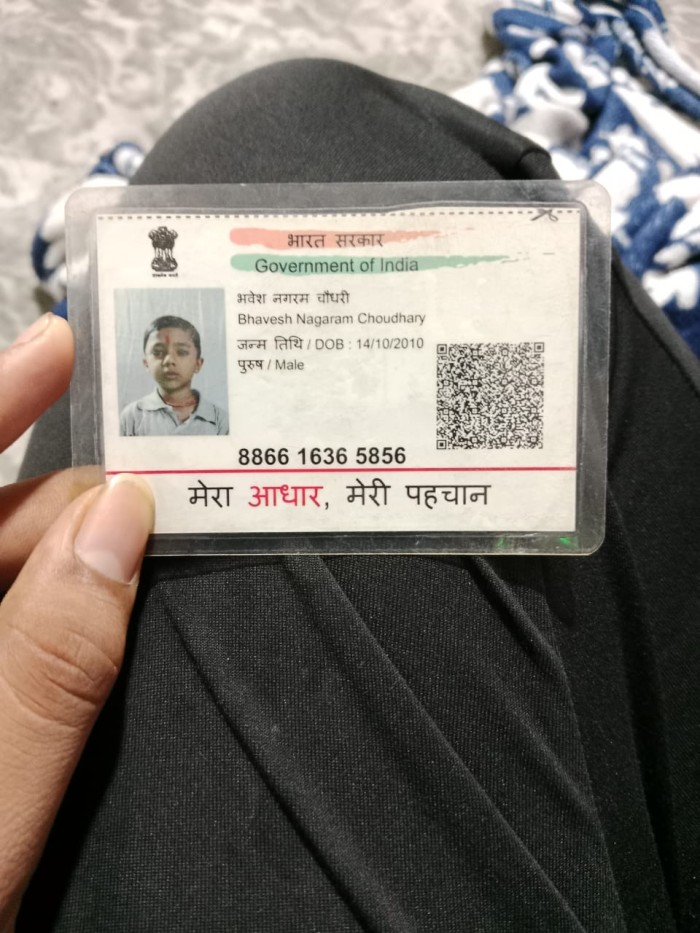 भारत सरकार
Government of India
भवेश नगरम चौधरी
Bhavesh Nagaram Choudhary
जन्म तिथि / DOB : 14/10/2010
पुरुष / Male
8866 1636 5856
मेरा आधार, मेरी पहचान